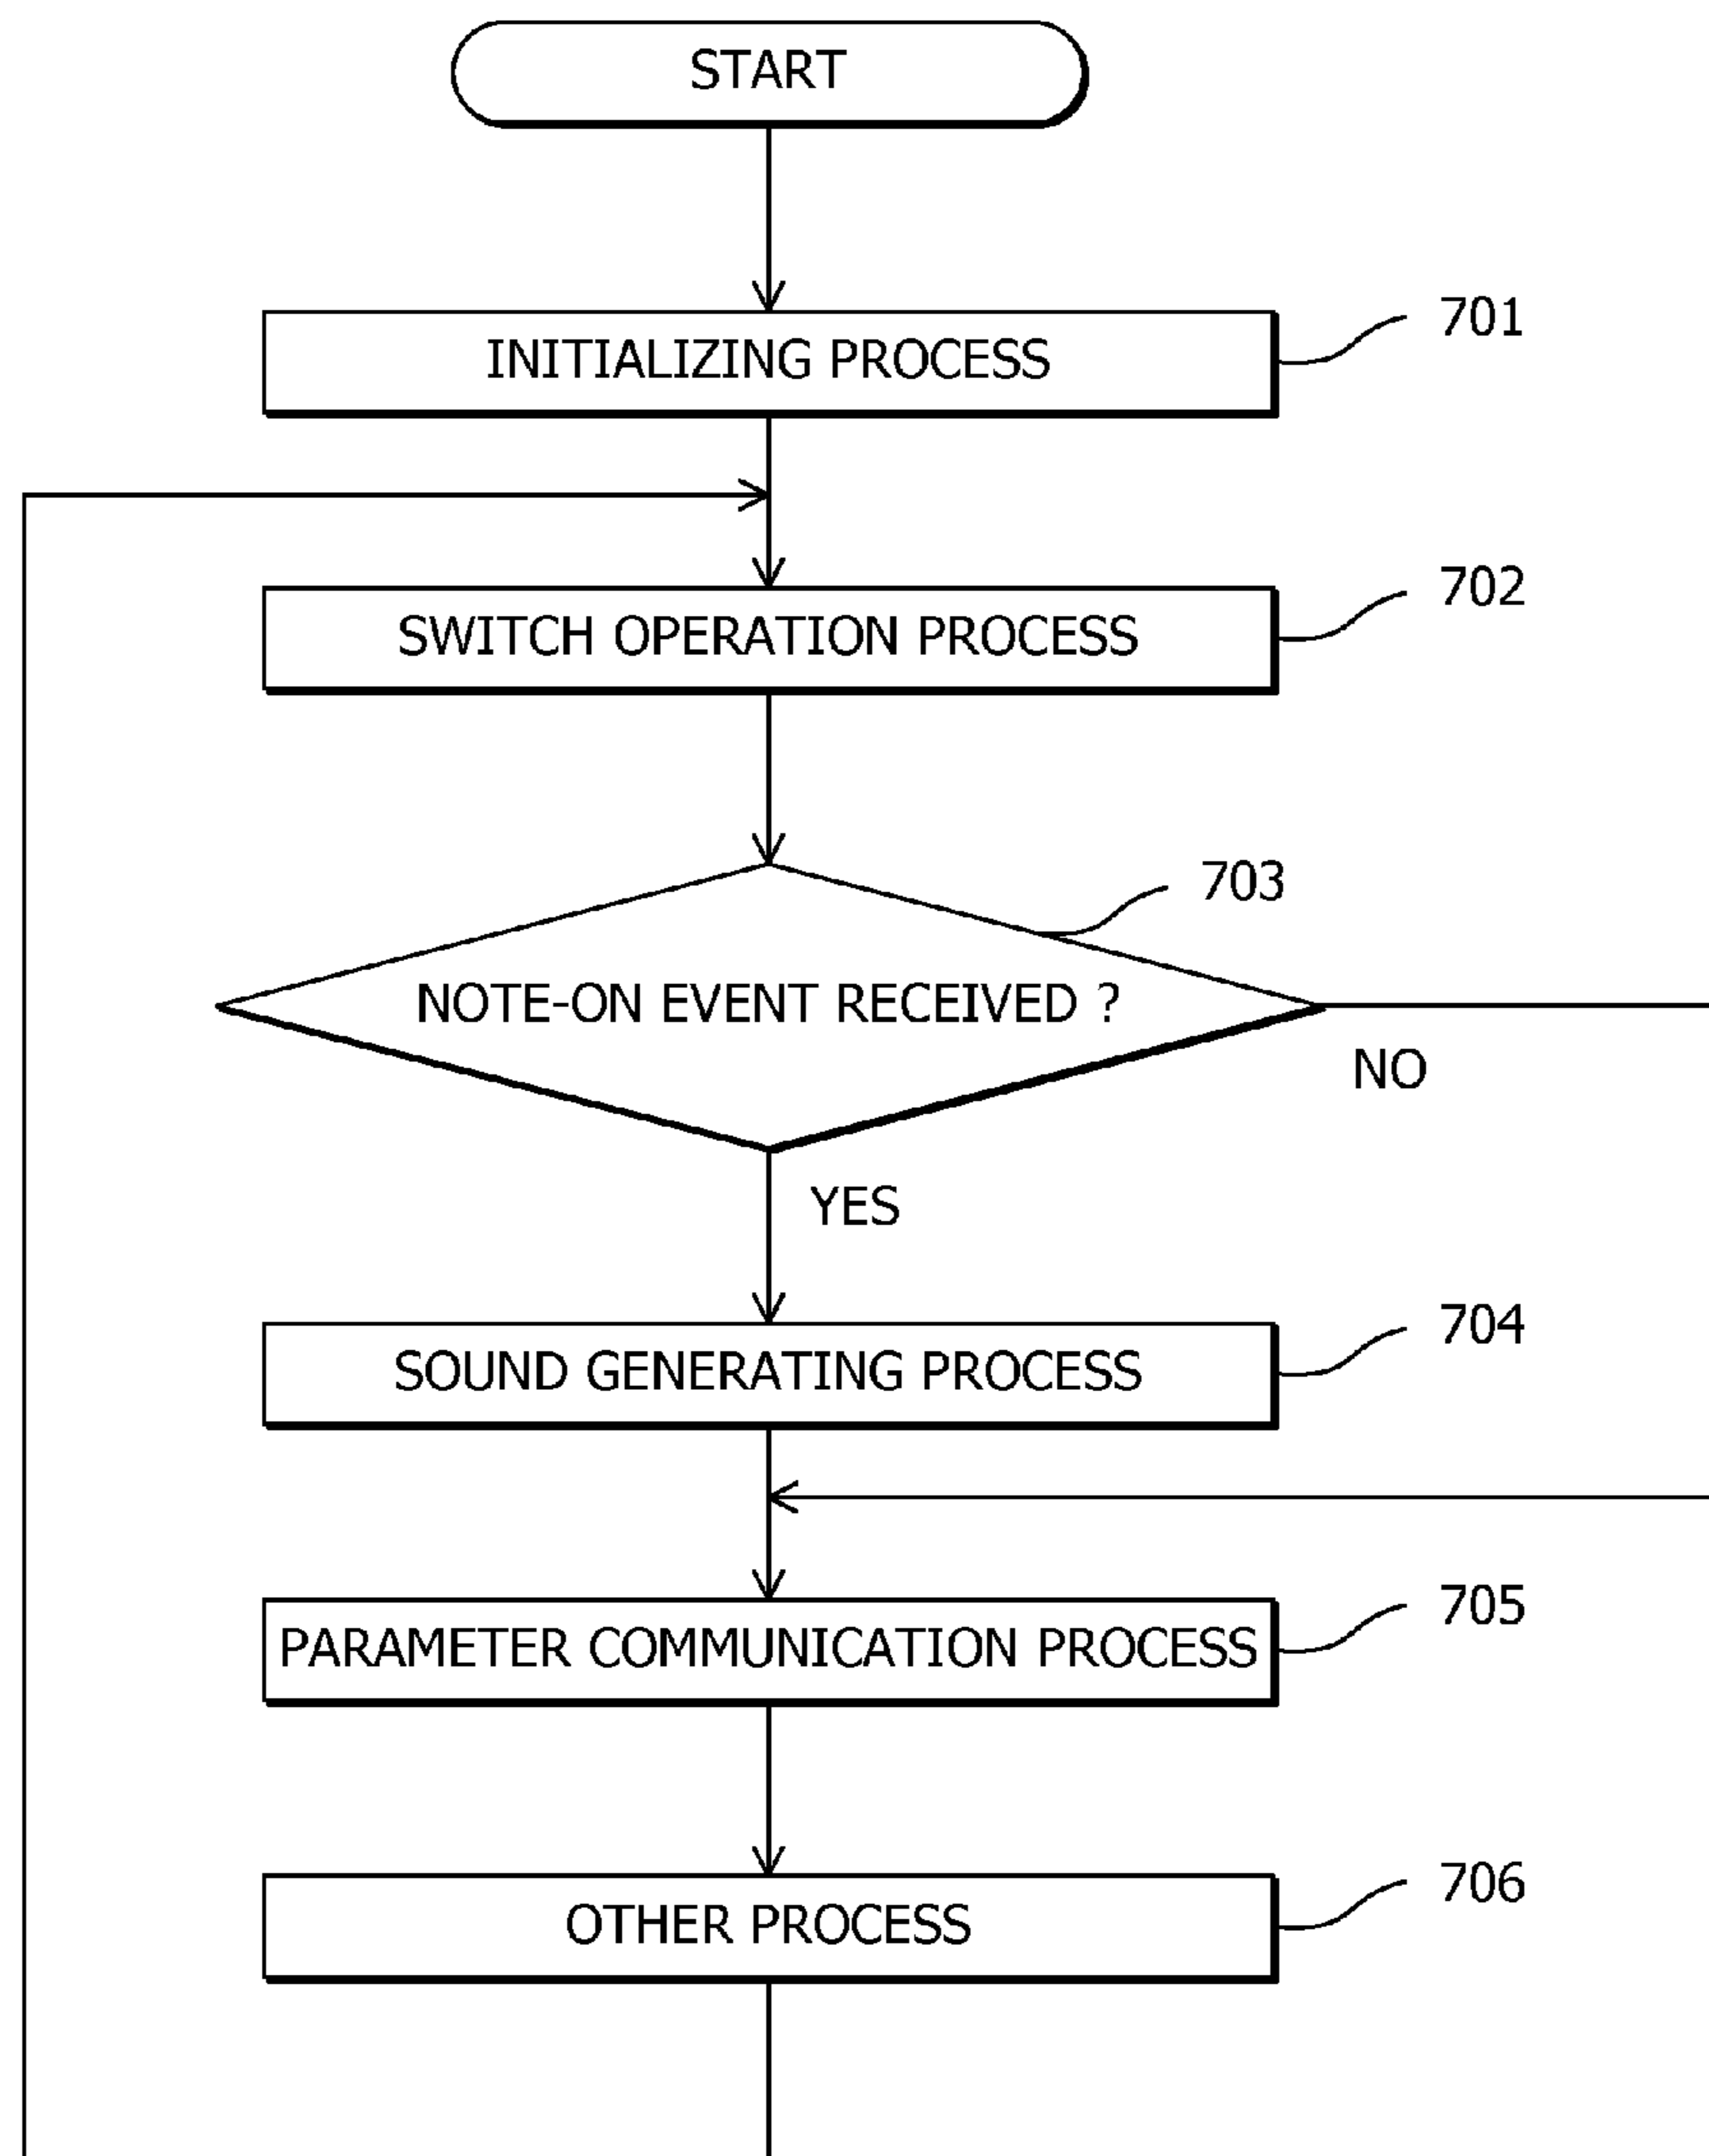 START
INITIALIZING PROCESS
701
SWITCH OPERATION PROCESS
702
703
NOTE-ON EVENT RECEIVED ?
NO
YES
SOUND GENERATING PROCESS
704
PARAMETER COMMUNICATION PROCESS
705
OTHER PROCESS
706